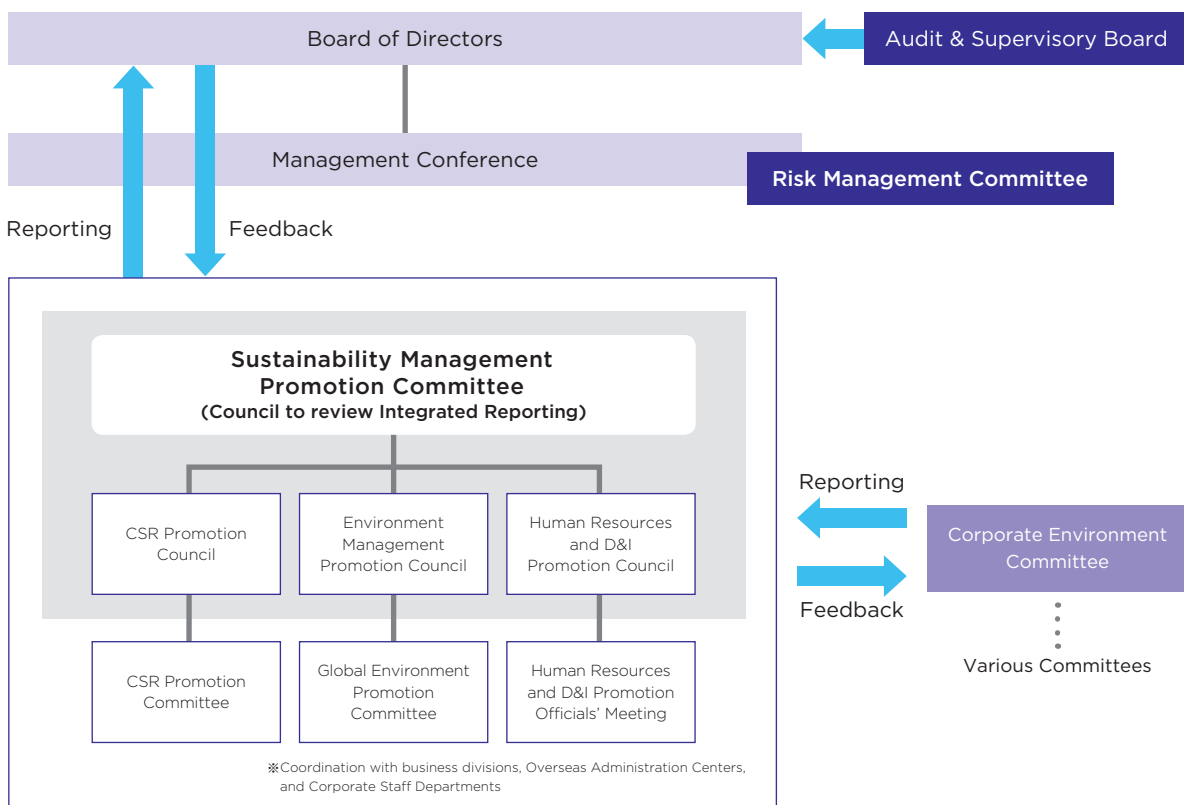 Board of Directors
Audit & Supervisory Board
Management Conference
Risk Management Committee
Reporting
Feedback
Sustainability Management
Promotion Committee
(Council to review Integrated Reporting)
CSR Promotion
Council
Environment
Management
Promotion Council
Human Resources
and D&I
Promotion Council
Reporting
Corporate Environment
Committee
Feedback
Various Committees
CSR Promotion
Committee
Global Environment
Promotion
Committee
Human Resources
and D&I Promotion
Officials’ Meeting
※Coordination with business divisions, Overseas Administration Centers,
and Corporate Staff Departments